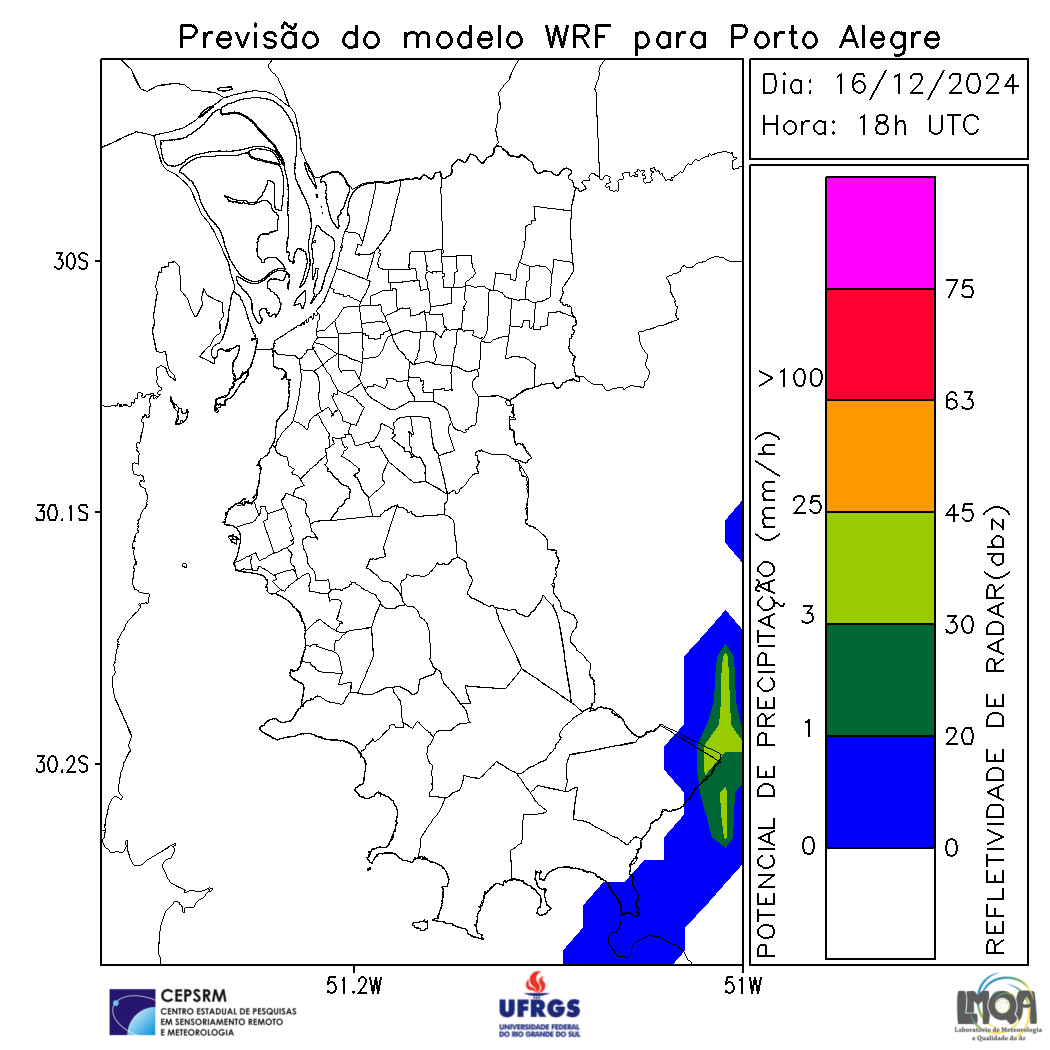 Previsão do modelo WRF para Porto Alegre
Dia: 16/12/2024
Hora: 18h UTC
30S
30.1S
30.2S
51.2W
51W
POTENCIAL DE PRECIPITAÇÃO (mm/h)
>100
25
3
1
0
75
63
45
30
20
0
REFLETIVIDADE DE RADAR(dbz)
CEPSRM
CENTRO ESTADUAL DE PESQUISAS
EM SENSORIAMENTO REMOTO
E METEOROLOGIA
UFRGS
UNIVERSIDADE FEDERAL
DO RIO GRANDE DO SUL
LMQA
Laboratório de Meteorologia
e Qualidade do Ar